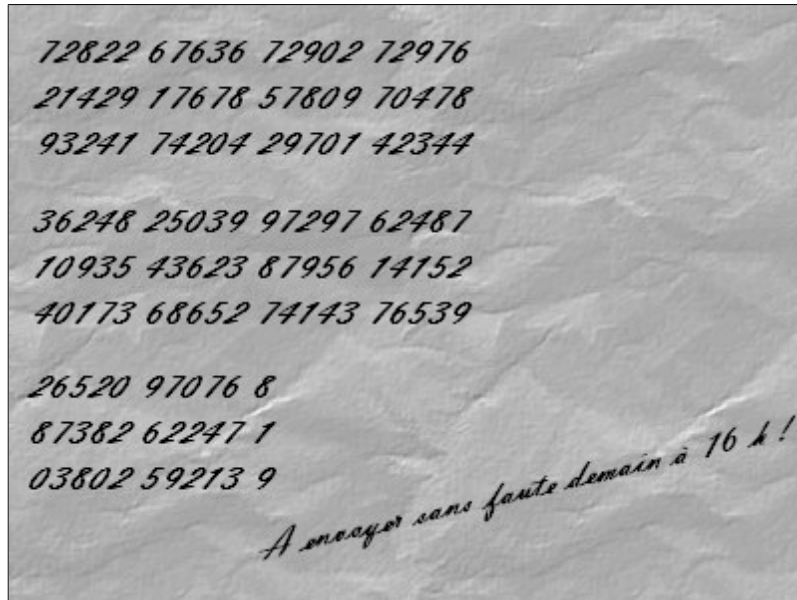 72822 67636 72902 72976
21429 17678 57809 70478
93241 74204 29701 42344
36248 25039 97297 62487
10935 43623 87956 14152
40173 68652 74143 76539
26520 97076 8
87382 62247 1
03802 59213 9
A envoyer sans faute demain à 16 h !